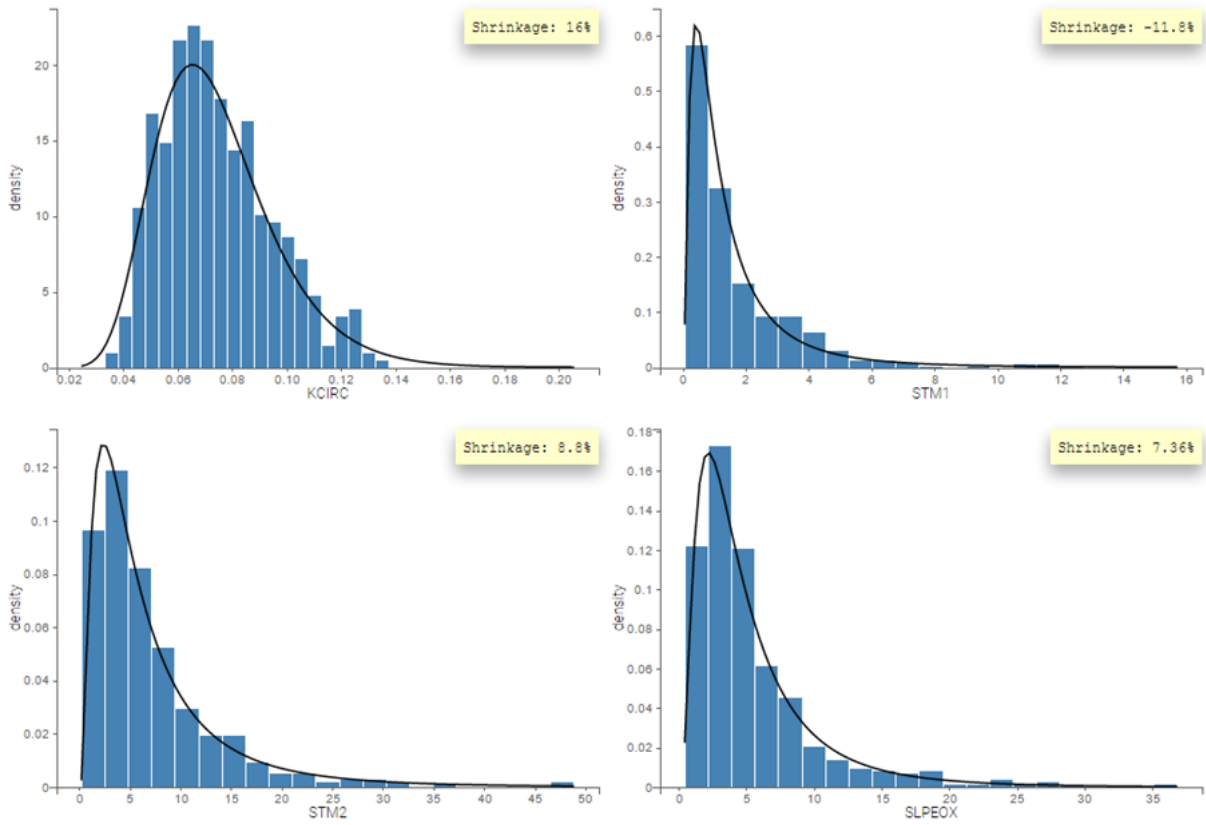 Shrinkage: 16%
density
20
15
10
5
0
0.02 0.04 0.06 0.08 0.10 0.12 0.14 0.16 0.18 0.20
KCIRC
Shrinkage: -11.8%
density
0.6
0.5
0.4
0.3
0.2
0.1
0
0 2 4 6 8 10 12 14 16
STM1
Shrinkage: 8.8%
density
0.12
0.1
0.08
0.06
0.04
0.02
0
0 5 10 15 20 25 30 35 40 45 50
STM2
Shrinkage: 7.36%
density
0.18
0.16
0.14
0.12
0.10
0.08
0.06
0.04
0.02
0
0 5 10 15 20 25 30 35
SLPEOX